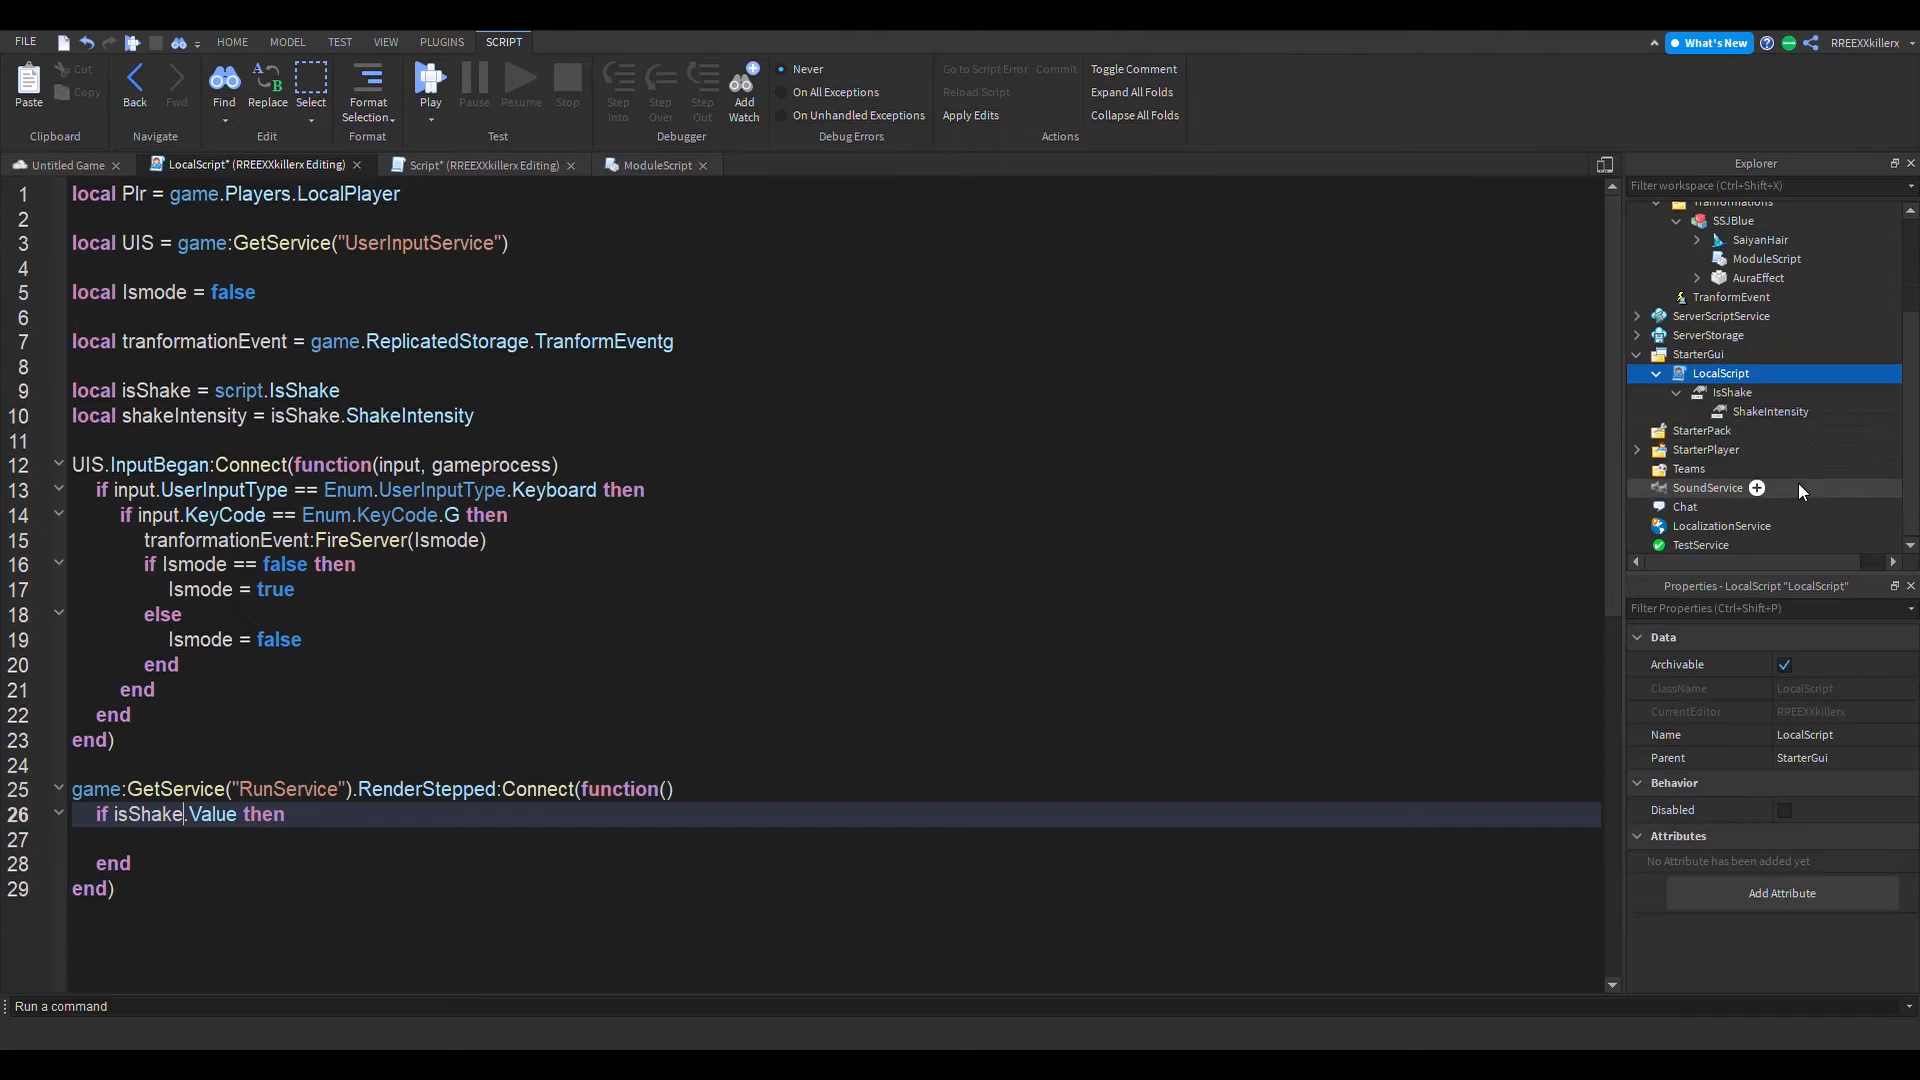 FILE HOME MODEL TEST VIEW PLUGINS SCRIPT What's New RREEXXkillerx
Paste Cut Copy
Clipboard
Back Fwd
Navigate
Find Replace Select
Edit
Format Selection
Format
Play Pause Resume Stop
Test
Step Into Step Over Step Out Add Watch
Debugger
Never
On All Exceptions
On Unhandled Exceptions
Debug Errors
Go to Script Error Commit
Reload Script
Apply Edits
Toggle Comment
Expand All Folds
Collapse All Folds
Actions
Untitled Game LocalScript* (RREEXXkillerx Editing) Script* (RREEXXkillerx Editing) ModuleScript
1 local Plr = game.Players.LocalPlayer
2
3 local UIS = game:GetService("UserInputService")
4
5 local Ismode = false
6
7 local tranformationEvent = game.ReplicatedStorage.TranformEventg
8
9 local isShake = script.IsShake
10 local shakeIntensity = isShake.ShakeIntensity
11
12 UIS.InputBegan:Connect(function(input, gameprocess)
13 if input.UserInputType == Enum.UserInputType.Keyboard then
14 if input.KeyCode == Enum.KeyCode.G then
15 tranformationEvent:FireServer(Ismode)
16 if Ismode == false then
17 Ismode = true
18 else
19 Ismode = false
20 end
21 end
22 end
23 end)
24
25 game:GetService("RunService").RenderStepped:Connect(function()
26 if isShake.Value then
27
28 end
29 end)
Explorer
Filter workspace (Ctrl+Shift+X)
Tranformations
SSJBlue
SaiyanHair
ModuleScript
AuraEffect
TranformEvent
ServerScriptService
ServerStorage
StarterGui
LocalScript
IsShake
ShakeIntensity
StarterPack
StarterPlayer
Teams
SoundService
Chat
LocalizationService
TestService
Properties - LocalScript "LocalScript"
Filter Properties (Ctrl+Shift+P)
Data
Archivable
ClassName LocalScript
CurrentEditor RREEXXkillerx
Name LocalScript
Parent StarterGui
Behavior
Disabled
Attributes
No Attribute has been added yet
Add Attribute
Run a command